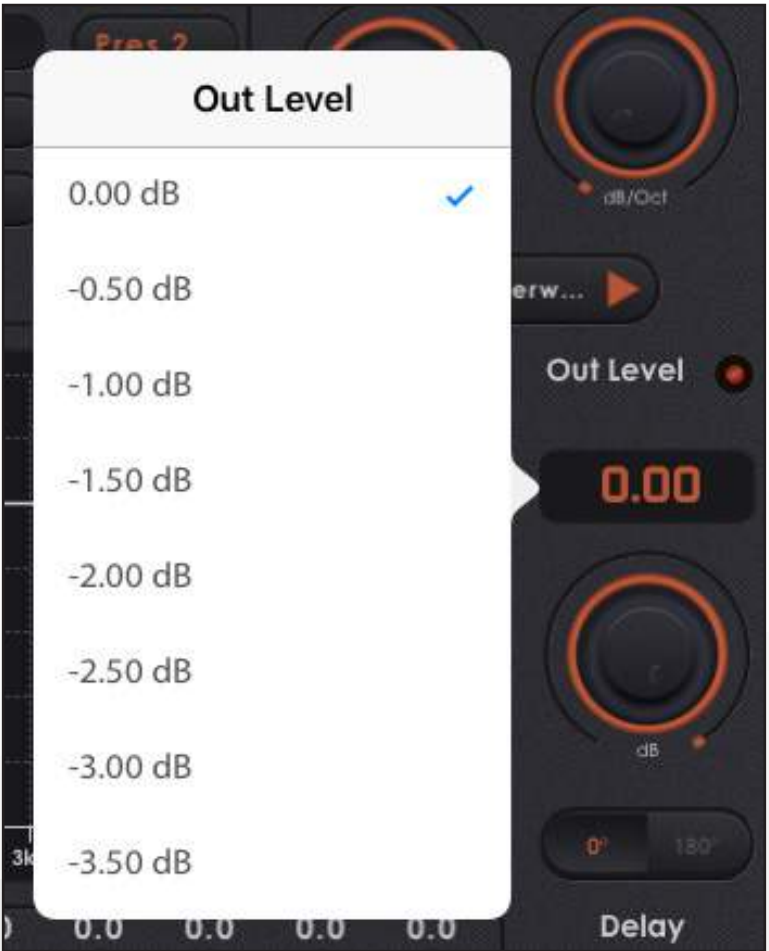 Pres 2
Out Level
0.00 dB
-0.50 dB
-1.00 dB
-1.50 dB
-2.00 dB
-2.50 dB
-3.00 dB
-3.50 dB
dB/Oct
erw...
Out Level
0.00
dB
0° 180°
3k
0.0 0.0 0.0 0.0
Delay